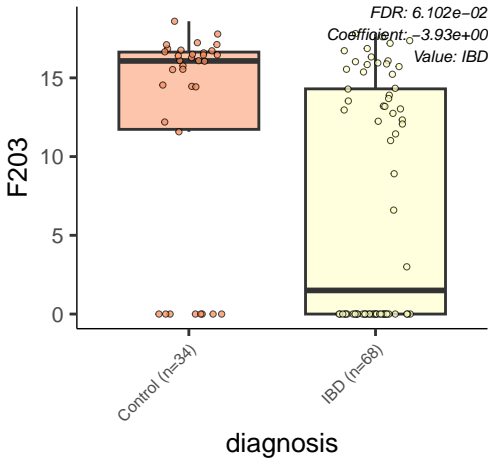 FDR: 6.102e−02
Coefficient: −3.93e+00
Value: IBD
15
10
5
0
F203
Control (n=34)
IBD (n=68)
diagnosis